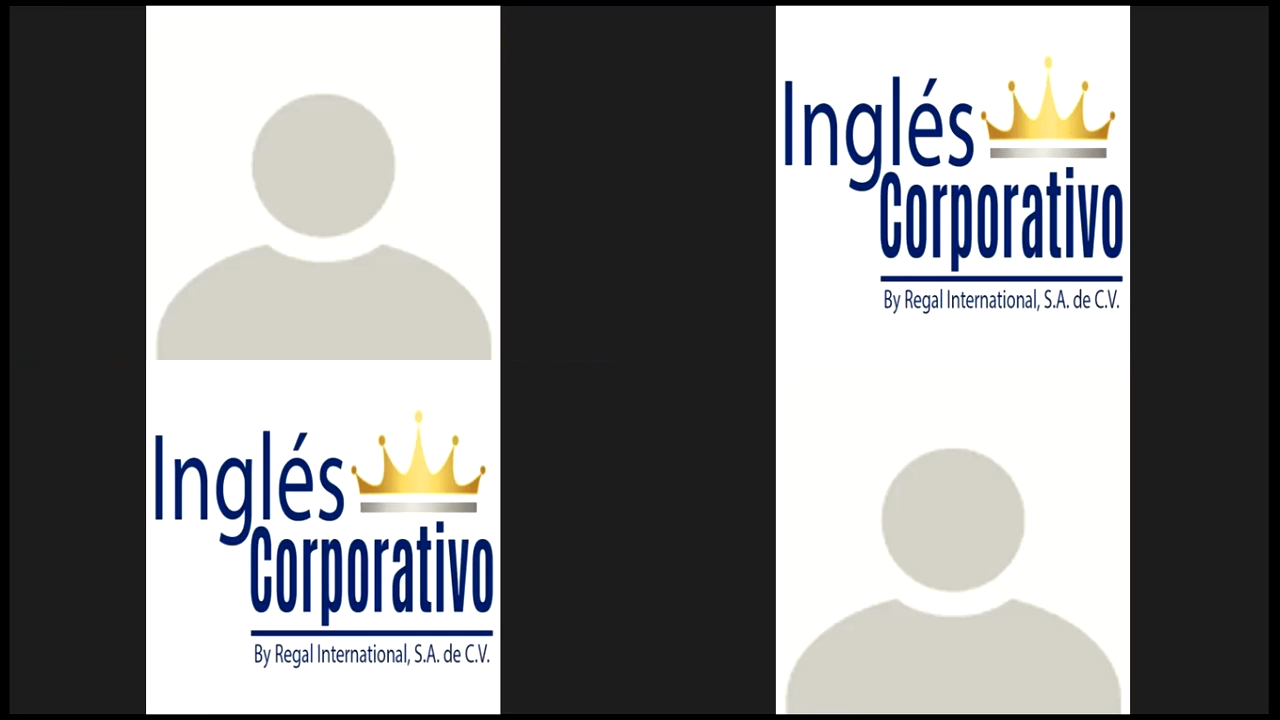 Inglés
Corporativo
By Regal International, S.A. de C.V.
Inglés
Corporativo
By Regal International, S.A. de C.V.